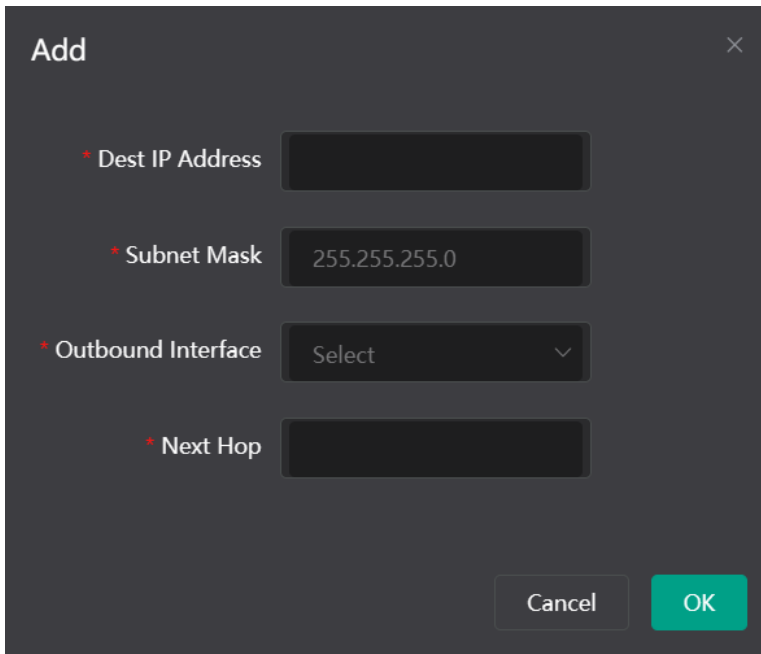 Add
* Dest IP Address
* Subnet Mask 255.255.255.0
* Outbound Interface Select
* Next Hop
Cancel OK